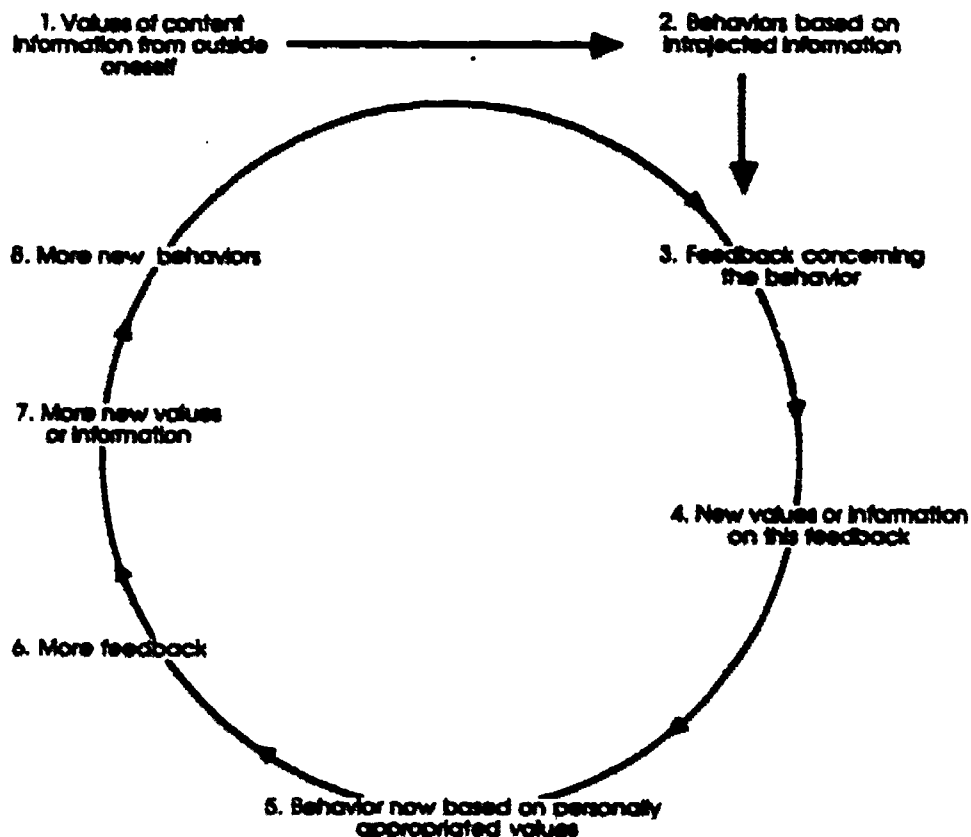 1. Values of content
information from outside
oneself
2. Behaviors based on
introjected information
3. Feedback concerning
the behavior
4. New values or information
on this feedback
5. Behavior now based on personally
appropriated values
6. More feedback
7. More new values
or information
8. More new behaviors